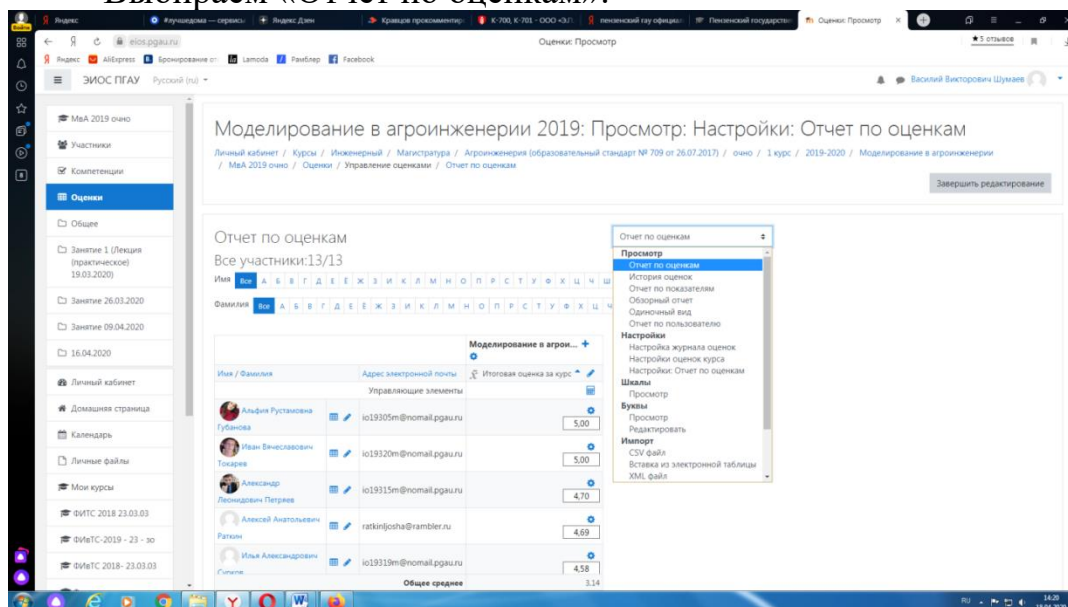 Выбираем «Отчет по оценкам».
Яндекс
#лучшедома — сервисы
Яндекс.Дзен
Кравцов прокомментир
К-700, К-701 - ООО «ЭЛ
пензенский гау официал
Пензенский государстве
Оценки: Просмотр
eios.pgau.ru
Оценки: Просмотр
5 отзывов
Яндекс
AliExpress
Бронирование от
Lamoda
Рамблер
Facebook
ЭИОС ПГАУ
Русский (ru)
Василий Викторович Шумаев
МвА 2019 очно
Участники
Компетенции
Оценки
Общее
Занятие 1 (Лекция
(практическое)
19.03.2020)
Занятие 26.03.2020
Занятие 09.04.2020
16.04.2020
Личный кабинет
Домашняя страница
Календарь
Личные файлы
Мои курсы
ФИТС 2018 23.03.03
ФИвТС-2019 - 23 - зо
ФИвТС 2018- 23.03.03
Моделирование в агроинженерии 2019: Просмотр: Настройки: Отчет по оценкам
Личный кабинет / Курсы / Инженерный / Магистратура / Агроинженерия (образовательный стандарт № 709 от 26.07.2017) / очно / 1 курс / 2019-2020 / Моделирование в агроинженерии
/ МвА 2019 очно / Оценки / Управление оценками / Отчет по оценкам
Завершить редактирование
Отчет по оценкам
Все участники:13/13
Имя Все А Б В Г Д Е Ё Ж З И К Л М Н О П Р С Т У Ф Х Ц Ч Ш
Фамилия Все А Б В Г Д Е Ё Ж З И К Л М Н О П Р С Т У Ф Х Ц Ч
Моделирование в агрои...
Имя / Фамилия
Адрес электронной почты
Итоговая оценка за курс
Управляющие элементы
Альфия Рустамовна
Губанова
io19305m@nomail.pgau.ru
5,00
Иван Вячеславович
Токарев
io19320m@nomail.pgau.ru
5,00
Александр
Леонидович Петряев
io19315m@nomail.pgau.ru
4,70
Алексей Анатольевич
Раткин
ratkinljosha@rambler.ru
4,69
Илья Александрович
Сурков
io19319m@nomail.pgau.ru
4,58
Общее среднее
3,14
Отчет по оценкам
Просмотр
Отчет по оценкам
История оценок
Отчет по показателям
Обзорный отчет
Одиночный вид
Отчет по пользователю
Настройки
Настройка журнала оценок
Настройки оценок курса
Настройки: Отчет по оценкам
Шкалы
Просмотр
Буквы
Просмотр
Редактировать
Импорт
CSV файл
Вставка из электронной таблицы
XML файл
RU
14:20